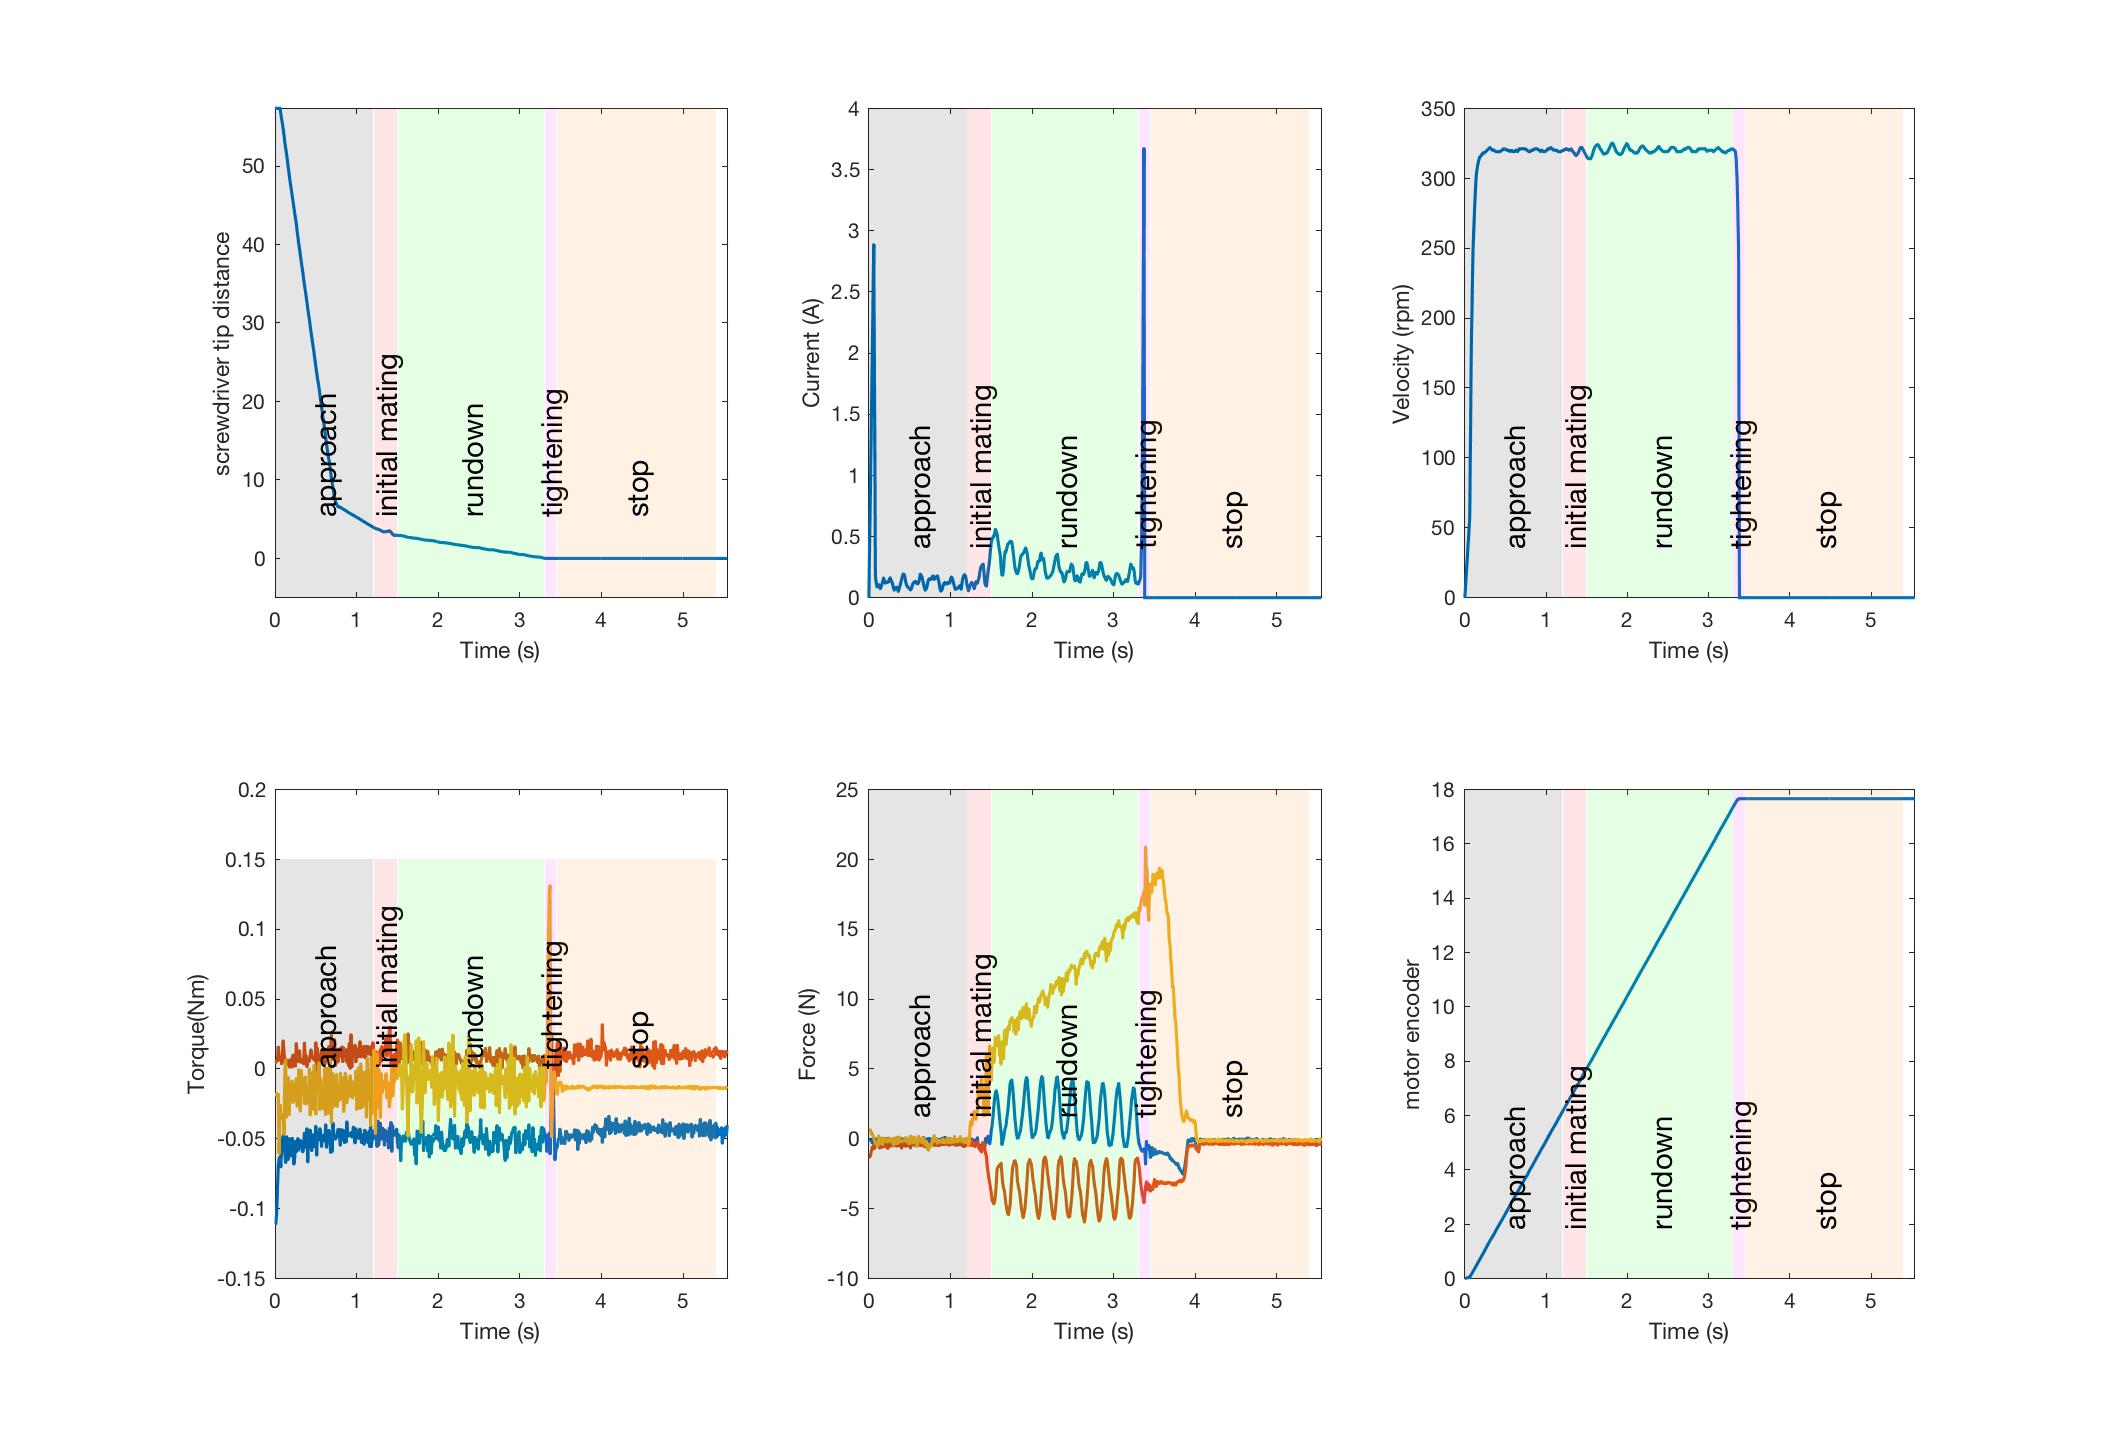 screwdriver tip distance
50
40
30
20
10
0
0 1 2 3 4 5
Time (s)
approach
initial mating
rundown
tightening
stop
Current (A)
4
3.5
3
2.5
2
1.5
1
0.5
0
0 1 2 3 4 5
Time (s)
approach
initial mating
rundown
tightening
stop
Velocity (rpm)
350
300
250
200
150
100
50
0
0 1 2 3 4 5
Time (s)
approach
initial mating
rundown
tightening
stop
Torque(Nm)
0.2
0.15
0.1
0.05
0
-0.05
-0.1
-0.15
0 1 2 3 4 5
Time (s)
approach
initial mating
rundown
tightening
stop
Force (N)
25
20
15
10
5
0
-5
-10
0 1 2 3 4 5
Time (s)
approach
initial mating
rundown
tightening
stop
motor encoder
18
16
14
12
10
8
6
4
2
0
0 1 2 3 4 5
Time (s)
approach
initial mating
rundown
tightening
stop